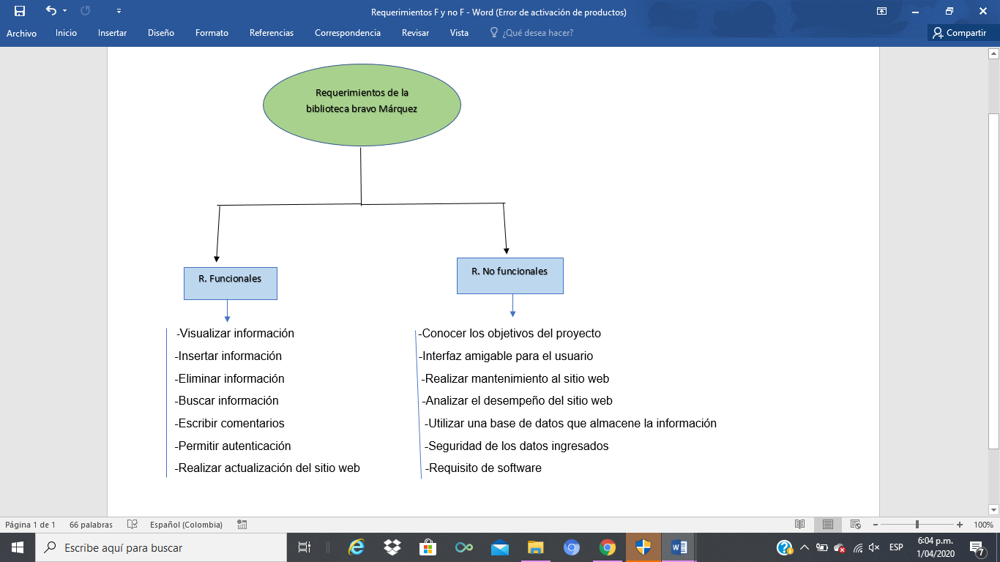 Requerimientos F y no F - Word (Error de activación de productos)
Archivo Inicio Insertar Diseño Formato Referencias Correspondencia Revisar Vista ¿Qué desea hacer? Compartir
Requerimientos de la
biblioteca bravo Márquez
R. Funcionales
-Visualizar información
-Insertar información
-Eliminar información
-Buscar información
-Escribir comentarios
-Permitir autenticación
-Realizar actualización del sitio web
R. No funcionales
-Conocer los objetivos del proyecto
-Interfaz amigable para el usuario
-Realizar mantenimiento al sitio web
-Analizar el desempeño del sitio web
-Utilizar una base de datos que almacene la información
-Seguridad de los datos ingresados
-Requisito de software
Página 1 de 1 66 palabras Español (Colombia) 100%
Escribe aquí para buscar
ESP
6:04 p.m.
1/04/2020
7